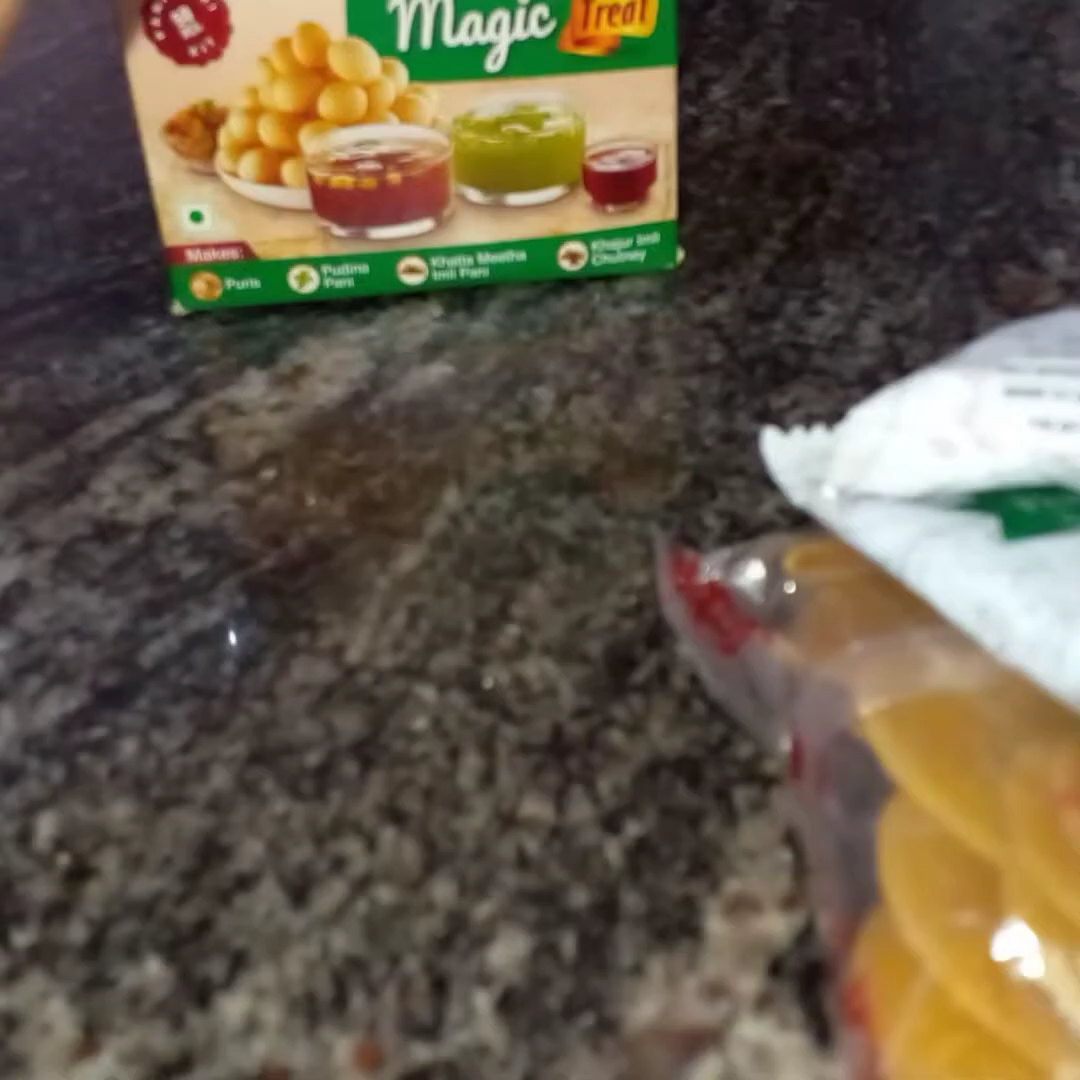 Magic
Treat
Makes:
Puris
Pudina
Pani
Khatta Meetha
Imli Pani
Khajur Imli
Chutney